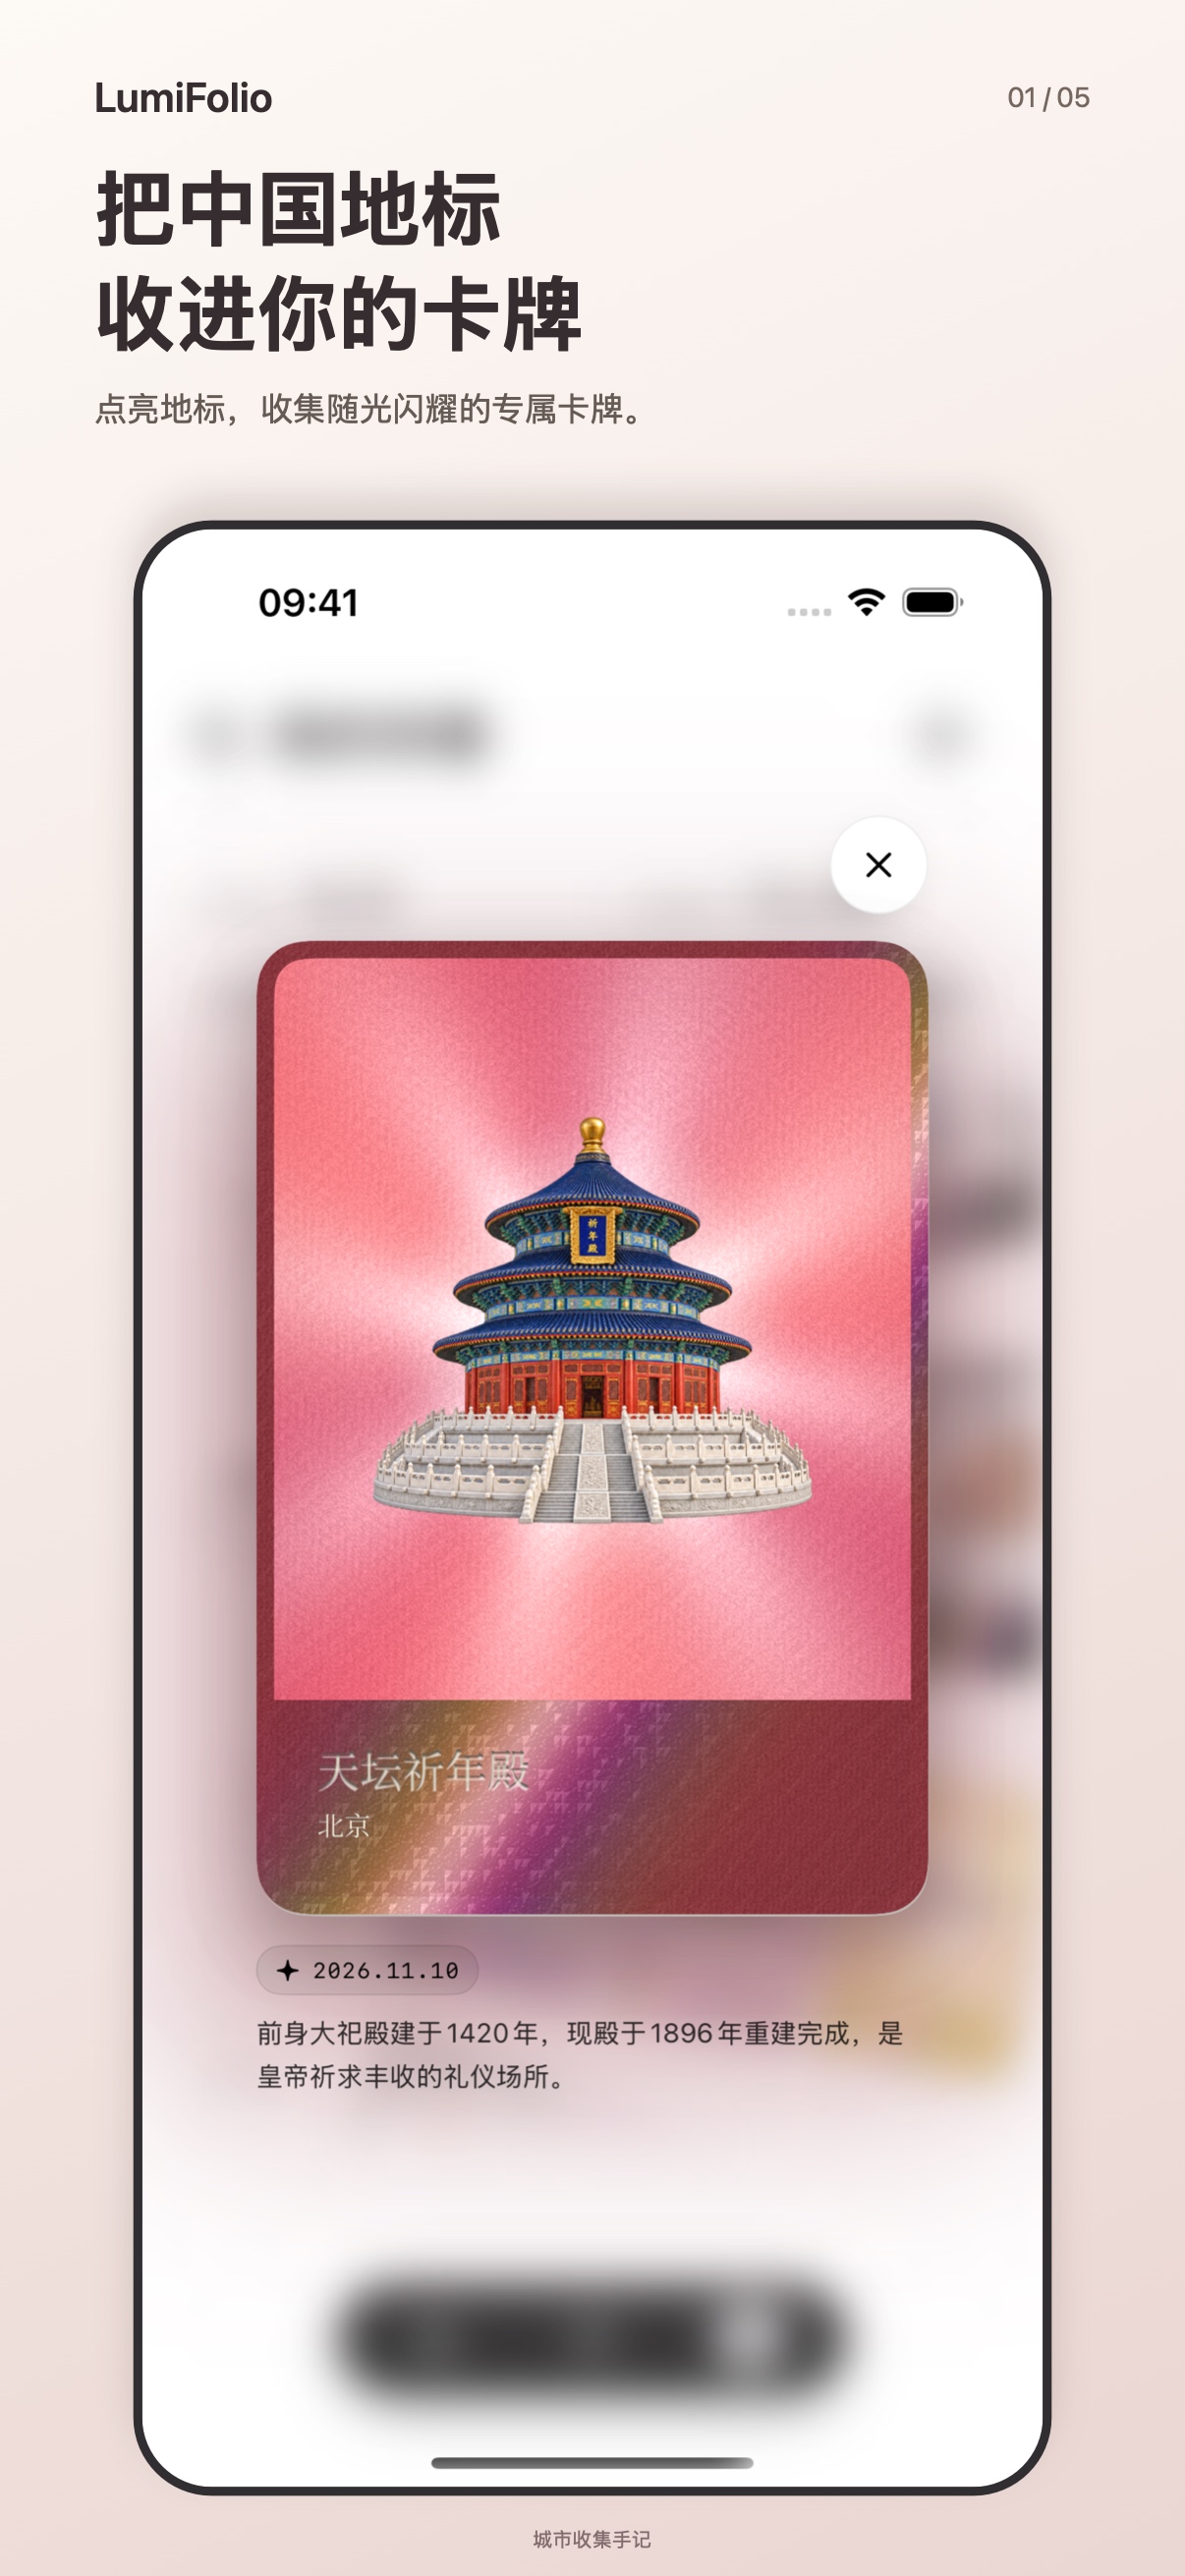 LumiFolio
01 / 05
把中国地标
收进你的卡牌
点亮地标，收集随光闪耀的专属卡牌。
09:41
祈年殿
天坛祈年殿
北京
2026.11.10
前身大祀殿建于1420年，现殿于1896年重建完成，是
皇帝祈求丰收的礼仪场所。
城市收集手记